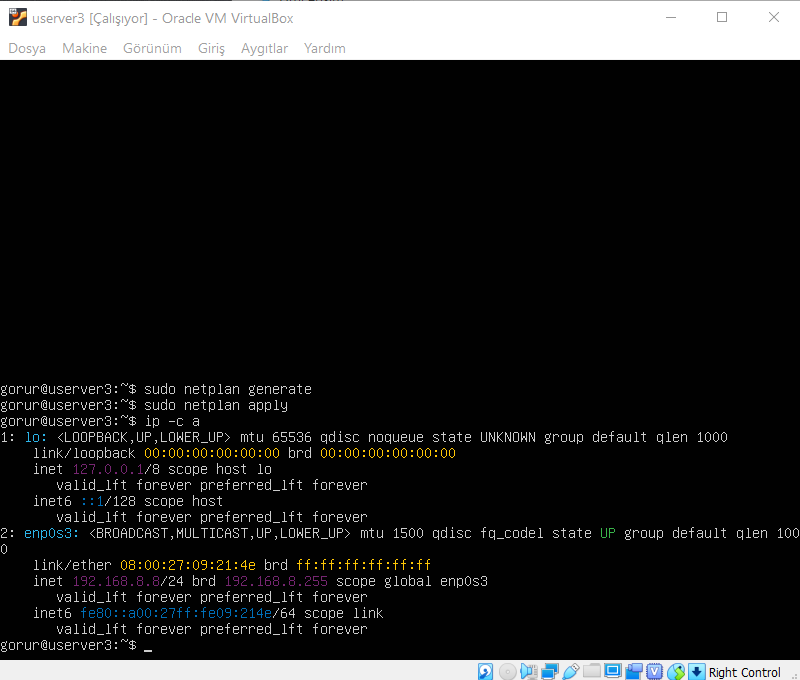 userver3 [Çalışıyor] - Oracle VM VirtualBox
Dosya Makine Görünüm Giriş Aygıtlar Yardım
gorur@userver3:~$ sudo netplan generate
gorur@userver3:~$ sudo netplan apply
gorur@userver3:~$ ip -c a
1: lo: <LOOPBACK,UP,LOWER_UP> mtu 65536 qdisc noqueue state UNKNOWN group default qlen 1000
    link/loopback 00:00:00:00:00:00 brd 00:00:00:00:00:00
    inet 127.0.0.1/8 scope host lo
       valid_lft forever preferred_lft forever
    inet6 ::1/128 scope host
       valid_lft forever preferred_lft forever
2: enp0s3: <BROADCAST,MULTICAST,UP,LOWER_UP> mtu 1500 qdisc fq_codel state UP group default qlen 100
0
    link/ether 08:00:27:09:21:4e brd ff:ff:ff:ff:ff:ff
    inet 192.168.8.8/24 brd 192.168.8.255 scope global enp0s3
       valid_lft forever preferred_lft forever
    inet6 fe80::a00:27ff:fe09:214e/64 scope link
       valid_lft forever preferred_lft forever
gorur@userver3:~$ _
Right Control